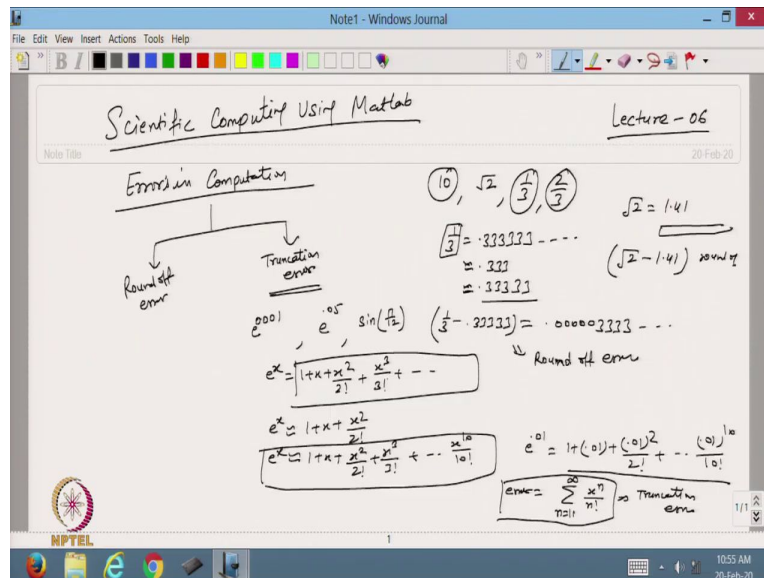 Note1 - Windows Journal
File Edit View Insert Actions Tools Help
B I
Scientific Computing Using Matlab
Lecture - 06
Note Title
20-Feb-20
Errors in Computation
Round off error
Truncation error
10, √2, 1/3, 2/3
1/3 = .333333 - - - -
≈ .333
≈ .33333
√2 = 1.41
(√2 - 1.41) round off
e^.0001, e^.05, sin(π/12)
(1/3 - .33333) = .000003333 - - -
Round off error
e^x = 1 + x + x^2/2! + x^3/3! + - - -
e^x ≈ 1 + x + x^2/2!
e^x ≈ 1 + x + x^2/2! + x^3/3! + - - - x^10/10!
e^.01 = 1 + (.01) + (.01)^2/2! + - - - (.01)^10/10!
error = ∑ n=11 ∞ x^n/n! ⇒ Truncation error
NPTEL
1
1/1
10:55 AM
20-Feb-20